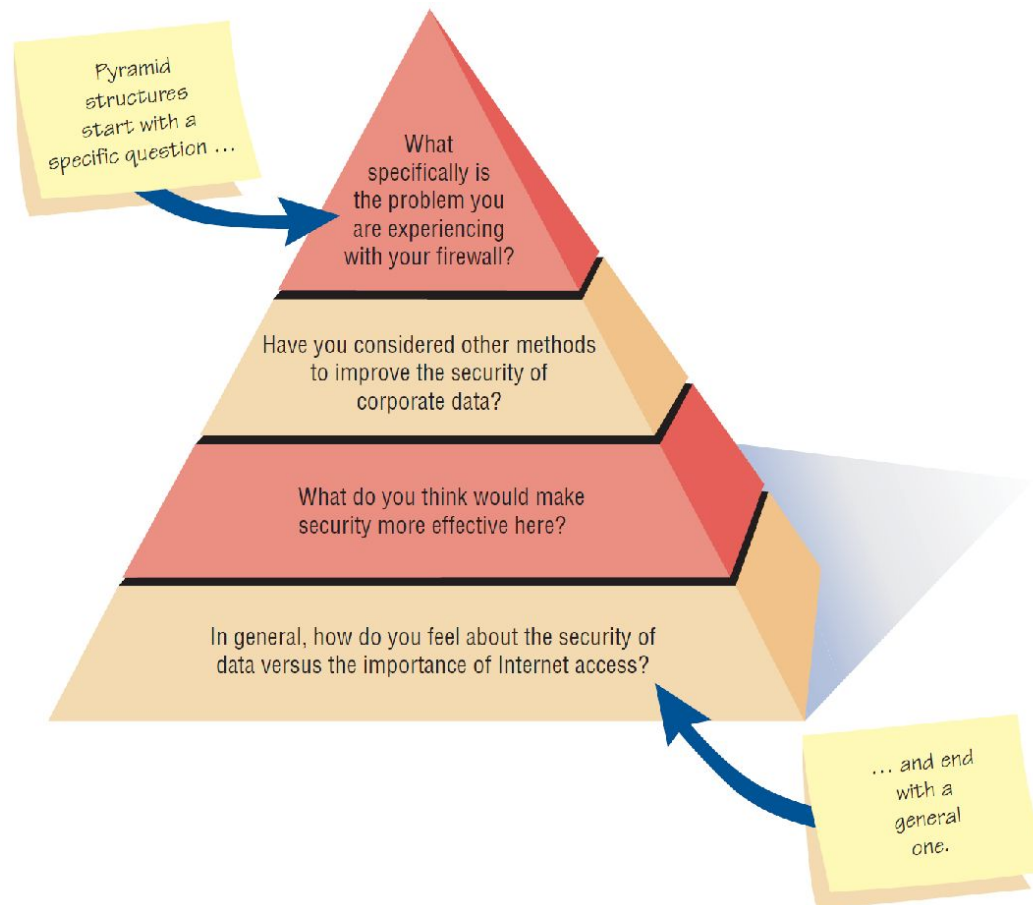 Pyramid
structures
start with a
specific question ...
What
specifically is
the problem you
are experiencing
with your firewall?
Have you considered other methods
to improve the security of
corporate data?
What do you think would make
security more effective here?
In general, how do you feel about the security of
data versus the importance of Internet access?
... and end
with a
general
one.